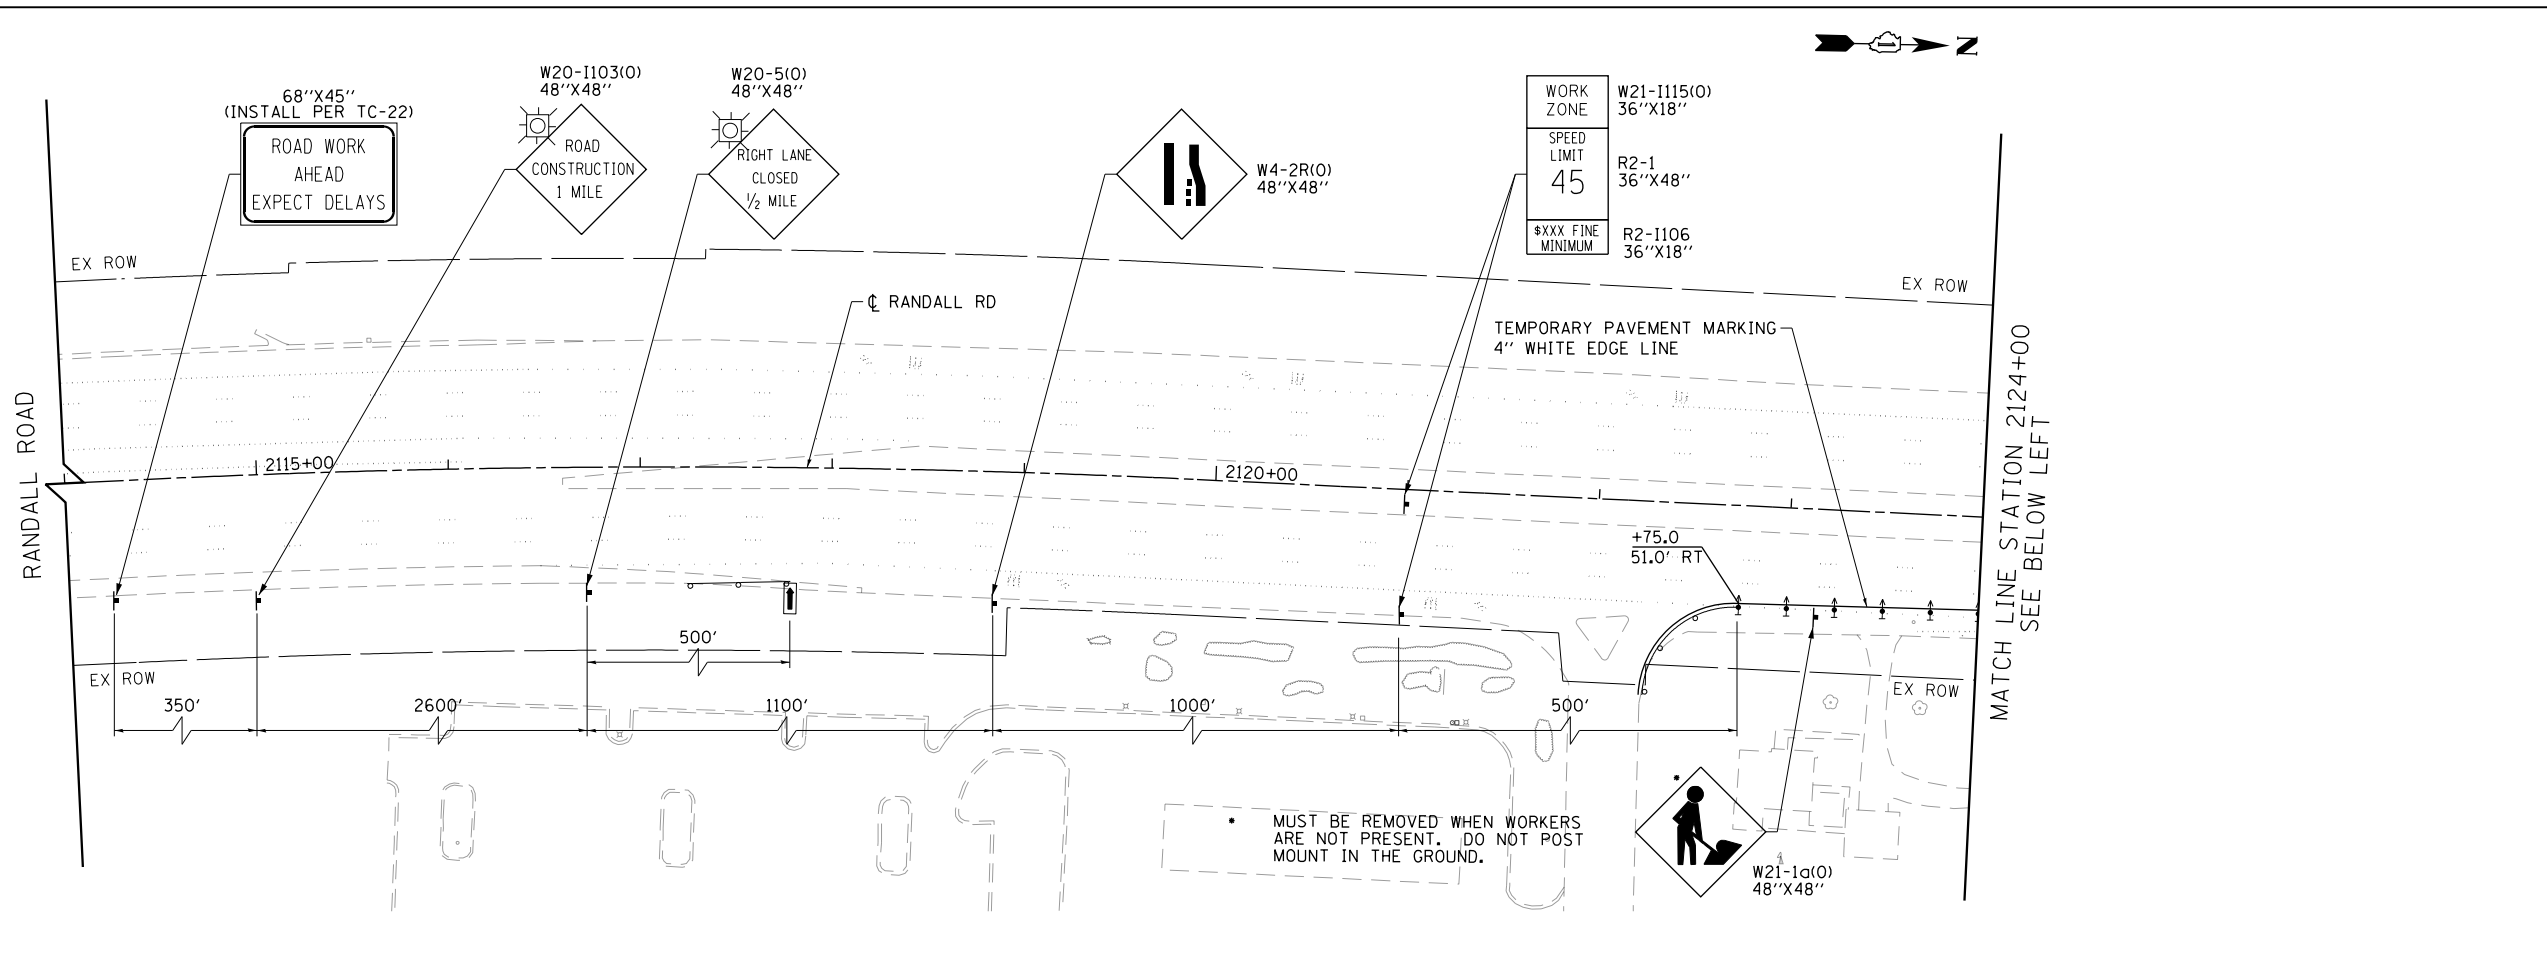 N
68''X45''
(INSTALL PER TC-22)
ROAD WORK
AHEAD
EXPECT DELAYS
W20-I103(O)
48''X48''
ROAD
CONSTRUCTION
1 MILE
W20-5(O)
48''X48''
RIGHT LANE
CLOSED
1/2 MILE
W4-2R(O)
48''X48''
WORK
ZONE
SPEED
LIMIT
45
$XXX FINE
MINIMUM
W21-I115(O)
36''X18''
R2-1
36''X48''
R2-I106
36''X18''
EX ROW
EX ROW
℄ RANDALL RD
TEMPORARY PAVEMENT MARKING
4'' WHITE EDGE LINE
RANDALL ROAD
2115+00
2120+00
+75.0
51.0' RT
MATCH LINE STATION 2124+00
SEE BELOW LEFT
500'
EX ROW
EX ROW
350'
2600'
1100'
1000'
500'
*
* MUST BE REMOVED WHEN WORKERS
ARE NOT PRESENT. DO NOT POST
MOUNT IN THE GROUND.
W21-1a(O)
48''X48''